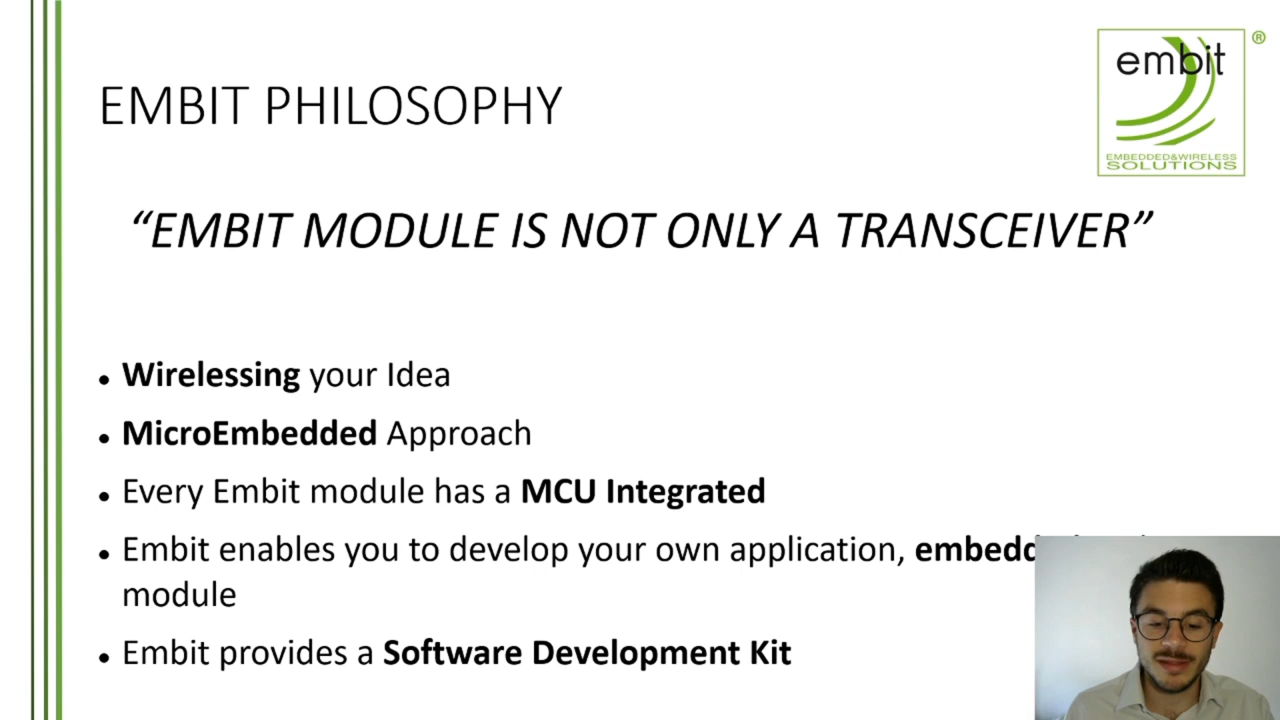 embit
®
EMBEDDED&WIRELESS
SOLUTIONS
EMBIT PHILOSOPHY
“EMBIT MODULE IS NOT ONLY A TRANSCEIVER”
• Wirelessing your Idea
• MicroEmbedded Approach
• Every Embit module has a MCU Integrated
• Embit enables you to develop your own application,
module
• Embit provides a Software Development Kit